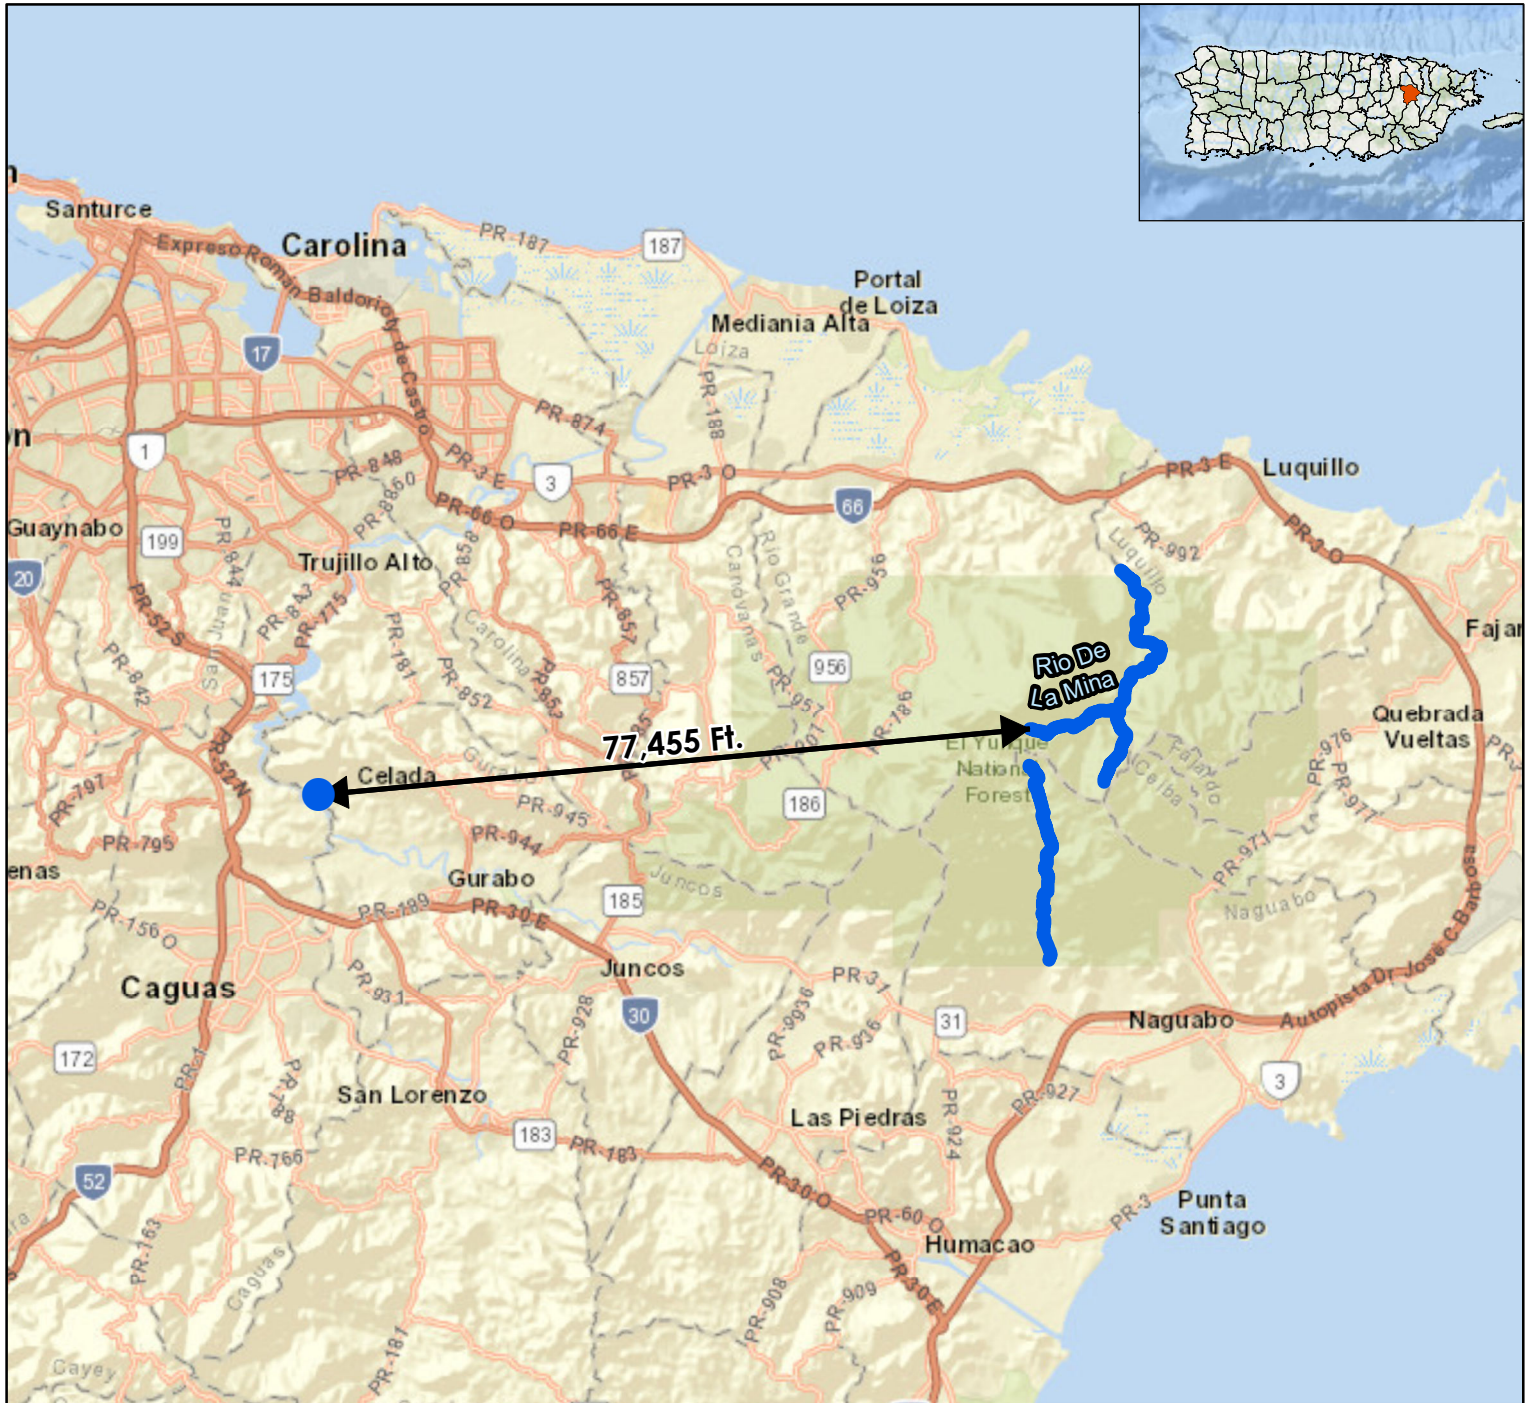 Santurce
Expreso Roman Baldorioty de Castro
Carolina
PR-187
187
Portal
de Loiza
Mediania Alta
Loiza
17
PR-188
PR-874
1
PR-848
PR-3 E
3
PR-3 O
PR-8860
PR-66 O
PR-66 E
66
PR-3 E
Luquillo
PR-3 O
PR-992
Luquillo
Guaynabo
199
PR-844
Trujillo Alto
PR-858
20
PR-52 S
San Juan
PR-843
PR-175
PR-857
Canovanas
Rio Grande
PR-956
Rio De
La Mina
PR-842
175
PR-181
Carolina
PR-852
PR-853
857
956
PR-957
PR-186
Quebrada
Vueltas
PR-976
77,455 Ft.
PR-52 N
Celada
El Yunque
National
Forest
Fajardo
Ceiba
PR-977
PR-797
PR-945
186
PR-795
PR-944
PR-971
Gurabo
185
Juncos
Naguabo
PR-189
PR-30 E
PR-156 O
Caguas
PR-931
Juncos
PR 31
Autopista Dr Jose C Barbosa
30
PR-928
PR-9936
PR-936
31
Naguabo
172
PR-1
PR-788
San Lorenzo
3
PR-927
Las Piedras
PR-924
183
PR-183
PR-766
52
PR-30 O
PR-60 O
PR-3
Punta
Santiago
Humacao
PR-163
Caguas
PR-30 E
PR-908
PR-909
Cayey
PR-181